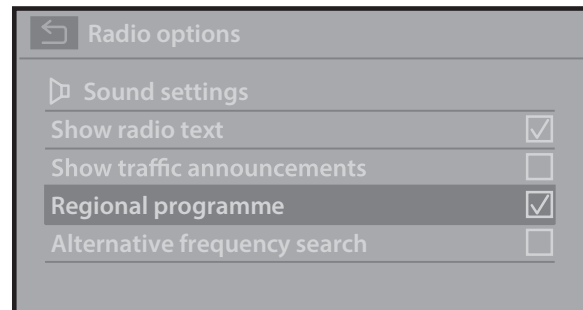 Radio options
Sound settings
Show radio text
Show traffic announcements
Regional programme
Alternative frequency search